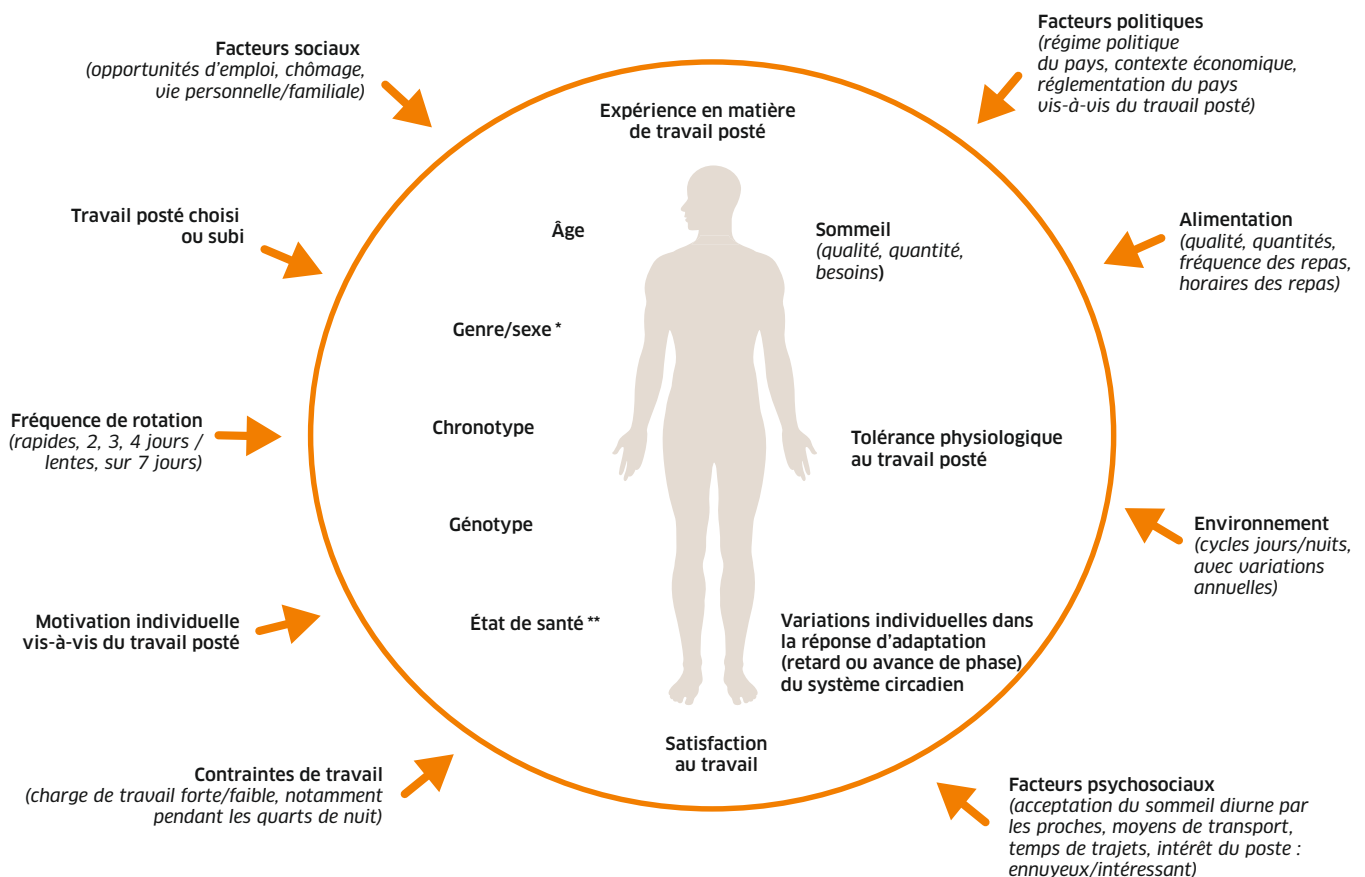 Facteurs sociaux
(opportunités d'emploi, chômage,
vie personnelle/familiale)
Facteurs politiques
(régime politique
du pays, contexte économique,
réglementation du pays
vis-à-vis du travail posté)
Expérience en matière
de travail posté
Travail posté choisi
ou subi
Âge
Sommeil
(qualité, quantité,
besoins)
Alimentation
(qualité, quantités,
fréquence des repas,
horaires des repas)
Genre/sexe *
Fréquence de rotation
(rapides, 2, 3, 4 jours /
lentes, sur 7 jours)
Chronotype
Tolérance physiologique
au travail posté
Génotype
Environnement
(cycles jours/nuits,
avec variations
annuelles)
Motivation individuelle
vis-à-vis du travail posté
État de santé **
Variations individuelles dans
la réponse d'adaptation
(retard ou avance de phase)
du système circadien
Satisfaction
au travail
Contraintes de travail
(charge de travail forte/faible, notamment
pendant les quarts de nuit)
Facteurs psychosociaux
(acceptation du sommeil diurne par
les proches, moyens de transport,
temps de trajets, intérêt du poste :
ennuyeux/intéressant)